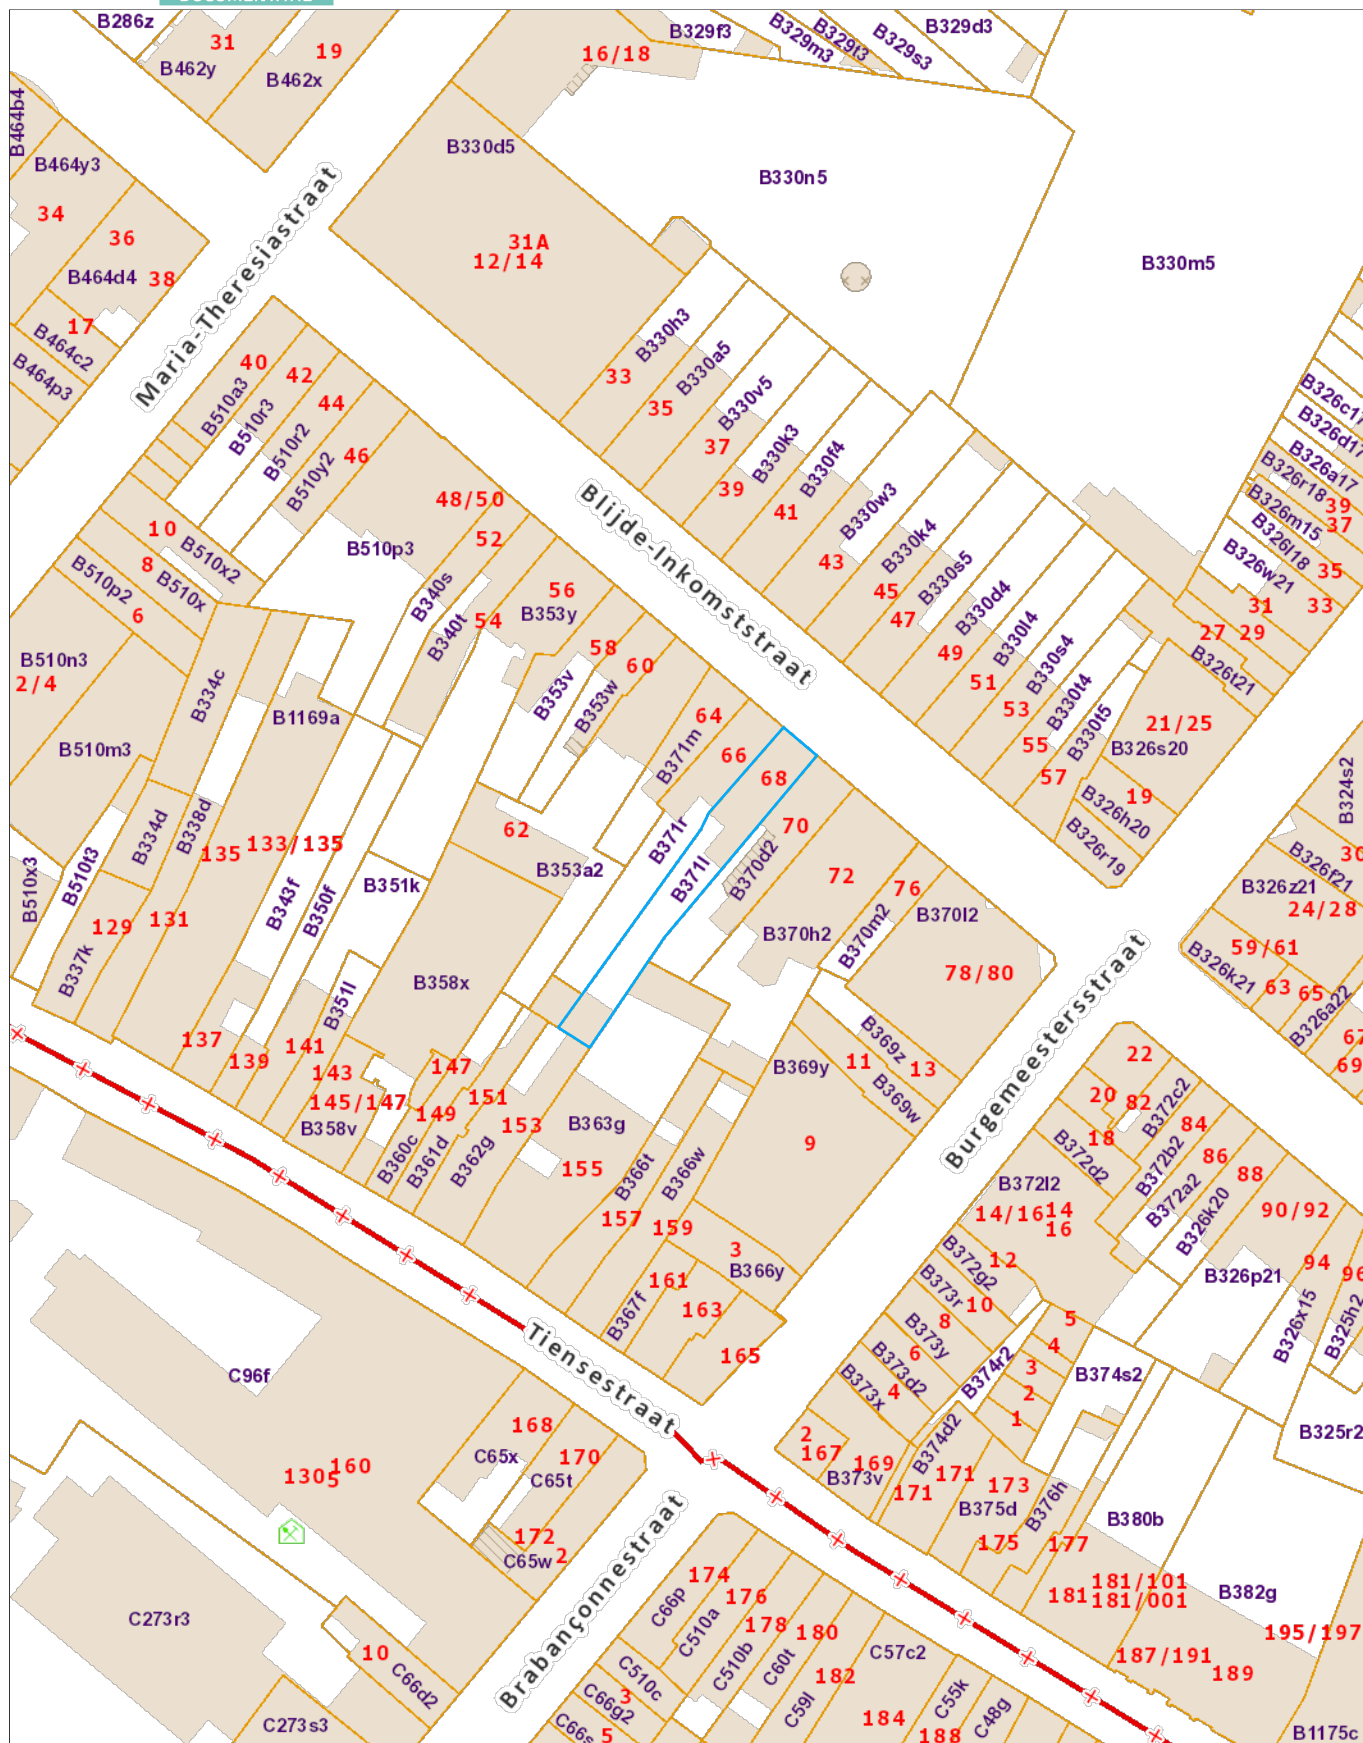 B286z
31
B462y
19
B462x
16/18
B329f3
B329m3
B329t3
B329s3
B329d3
B464b4
B464y3
34
36
B464d4
38
17
B464c2
B464p3
Maria-Theresiastraat
B330d5
31A
12/14
B330n5
B330m5
B330h3
33
B330a5
35
B330v5
37
B330k3
39
B330f4
41
B330w3
43
B330k4
45
B330s5
47
B330d4
49
B330l4
51
B330s4
53
B330t4
55
B330t5
57
B326c17
B326d17
B326a17
B326r18
39
B326m15
37
B326l18
35
B326w21
31
33
27
29
B326t21
21/25
B326s20
19
B326h20
B326r19
40
B510a3
42
B510r3
44
B510r2
46
B510y2
48/50
B510p3
52
B340s
54
B340t
Blijde-Inkomststraat
10
B510x2
8
B510x
B510p2
6
B510n3
2/4
B510m3
B334c
B1169a
56
B353y
58
B353v
60
B353w
64
B371m
66
68
B371r
B371l
70
B370d2
72
B370h2
76
B370m2
B370l2
78/80
62
B353a2
B351k
B334d
B338d
135
133/135
B343f
B350f
B510t3
B510x3
129
131
B337k
137
139
141
B351l
143
145/147
B358v
B358x
147
149
151
153
B360c
B361d
B362g
B363g
155
B366t
157
B366w
159
161
B367f
163
165
3
B366y
9
B369y
11
B369z
13
B369w
Burgemeestersstraat
B324s2
30
B326f21
B326z21
24/28
59/61
B326k21
63
65
B326a22
67
69
22
20
82
B372c2
18
84
B372d2
B372b2
86
B372a2
88
B326k20
90/92
B372l2
14/16
14
16
12
B372g2
10
B373r
8
B373y
6
B373d2
4
B373x
B326p21
94
B326x15
96
B325h2
B325r2
5
4
3
2
1
B374r2
B374s2
B374d2
2
167
169
B373v
171
171
173
B375d
175
B376h
177
B380b
181
181/101
181/001
B382g
187/191
189
195/197
B1175c
Tiensestraat
C96f
1305
160
168
C65x
170
C65t
172
2
C65w
C273r3
10
C66d2
C273s3
Brabançonnestraat
174
C66p
176
C510a
178
C510b
180
C60t
182
C59l
C57c2
184
C55k
188
C48g
C510c
3
C66g2
5